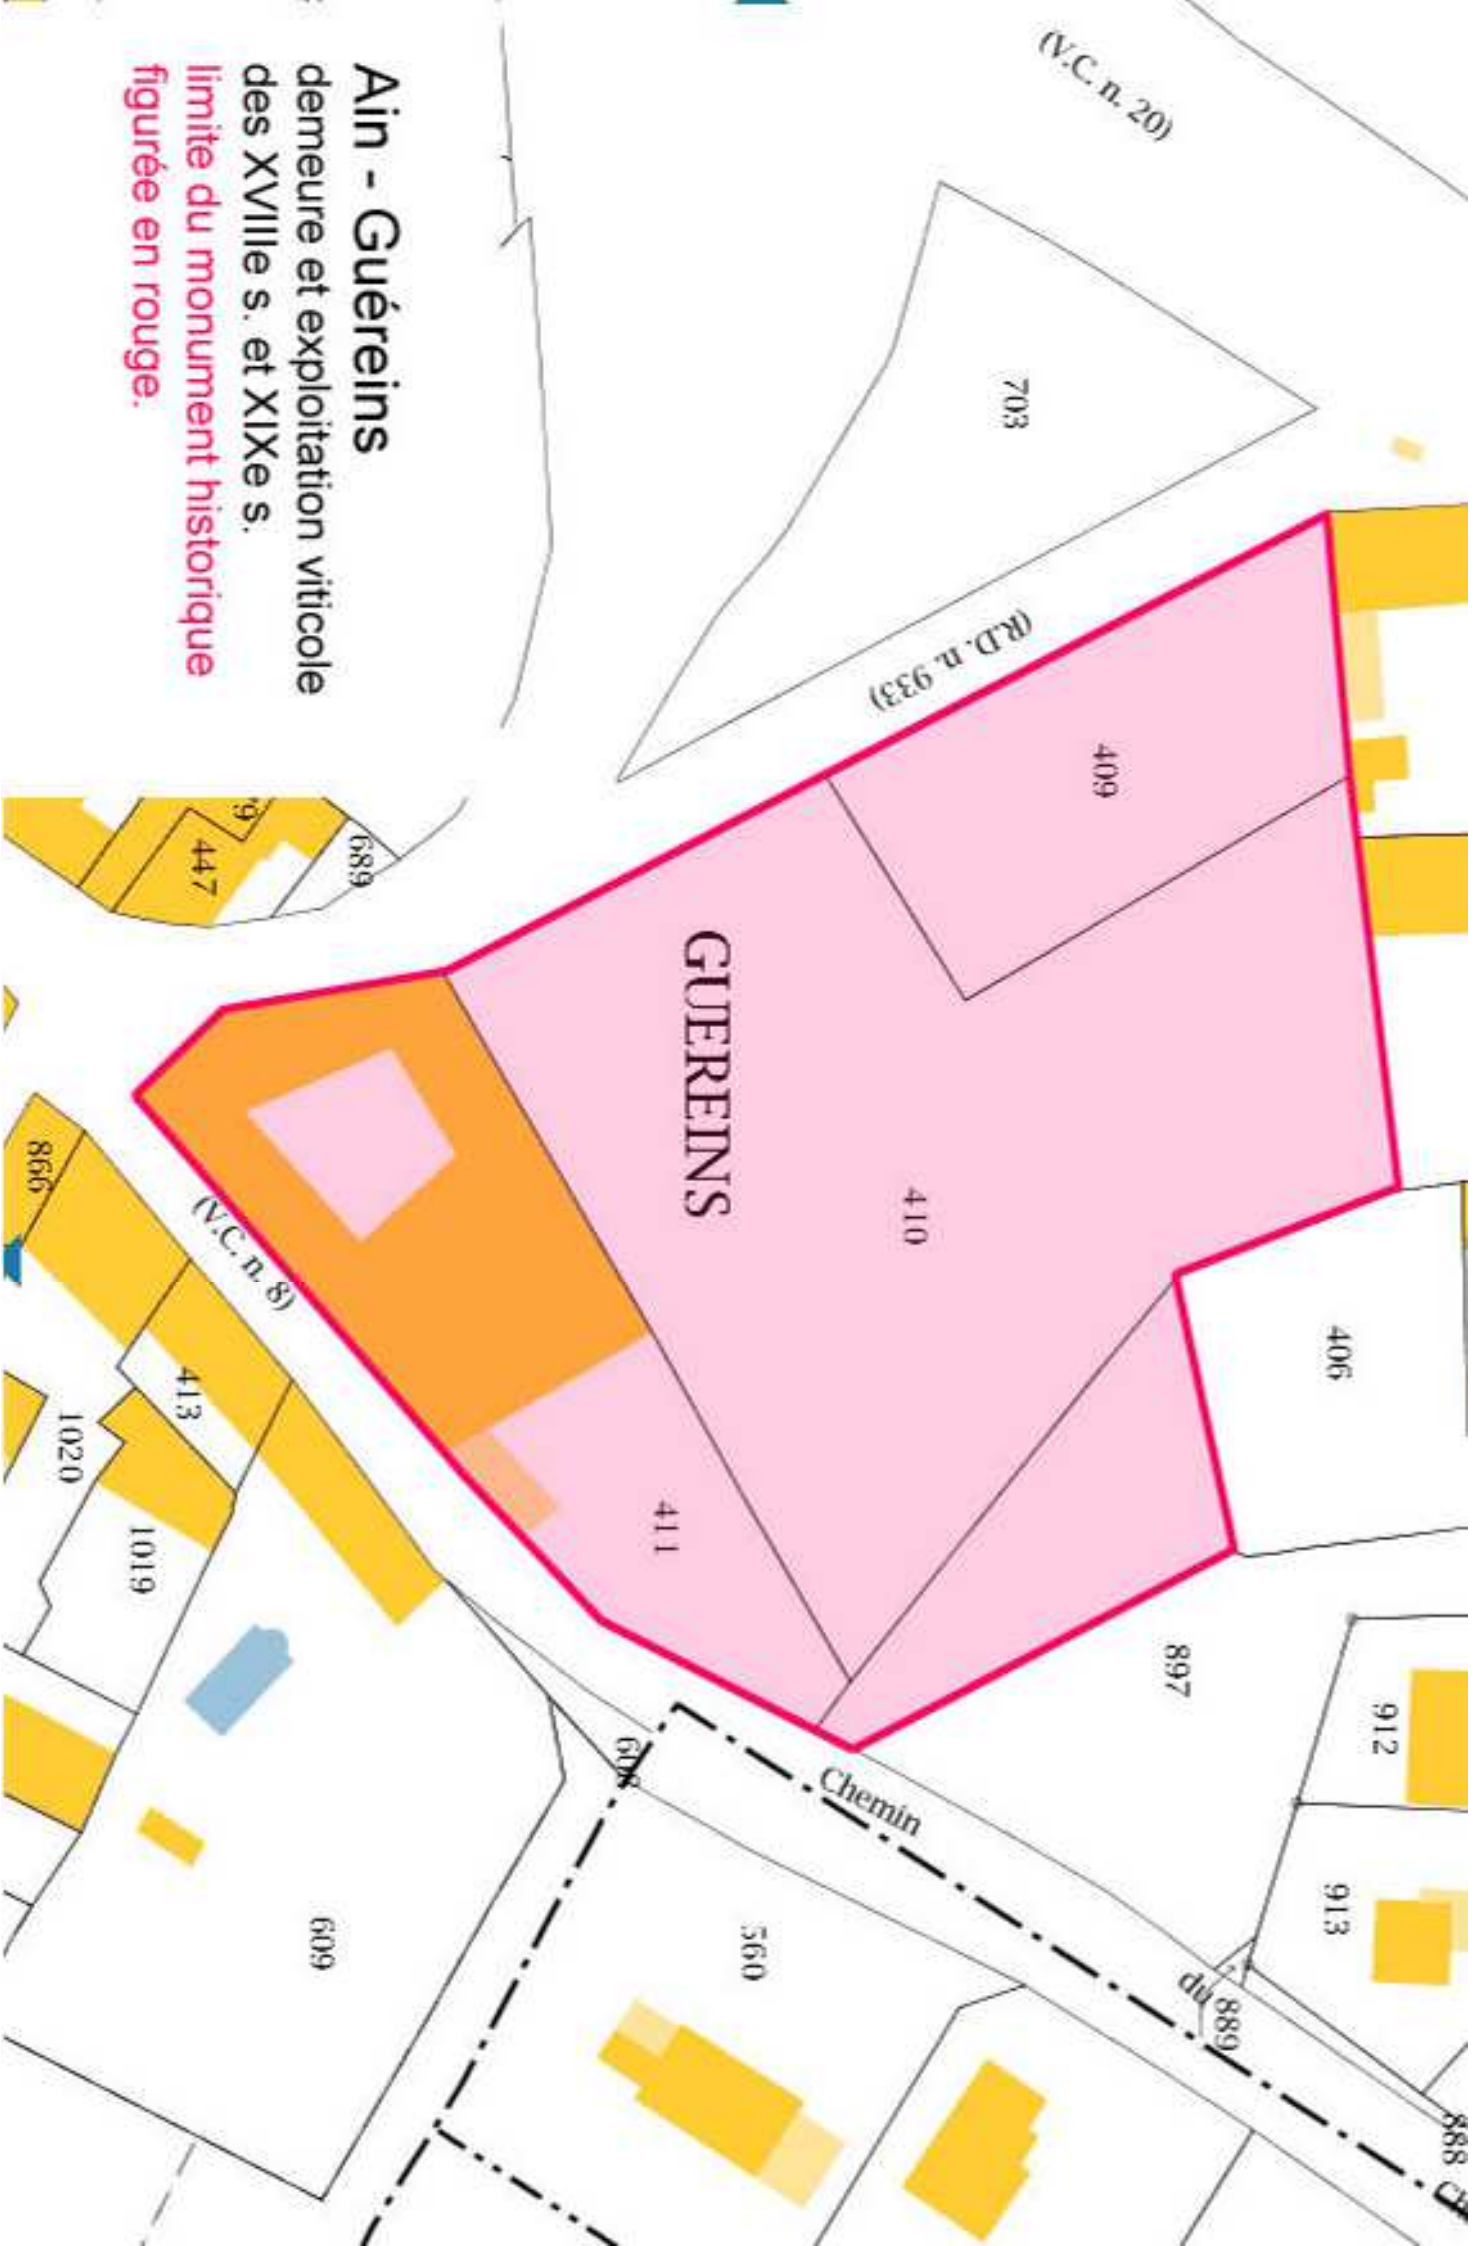 Ain - Guéreins
demeure et exploitation viticole
des XVIIIe s. et XIXe s.
limite du monument historique
figurée en rouge.
(V.C. n. 20)
703
(R.D. n. 933)
409
GUEREINS
410
406
411
(V.C. n. 8)
689
447
866
413
1020
1019
609
608
560
897
912
913
Chemin
du
889
888